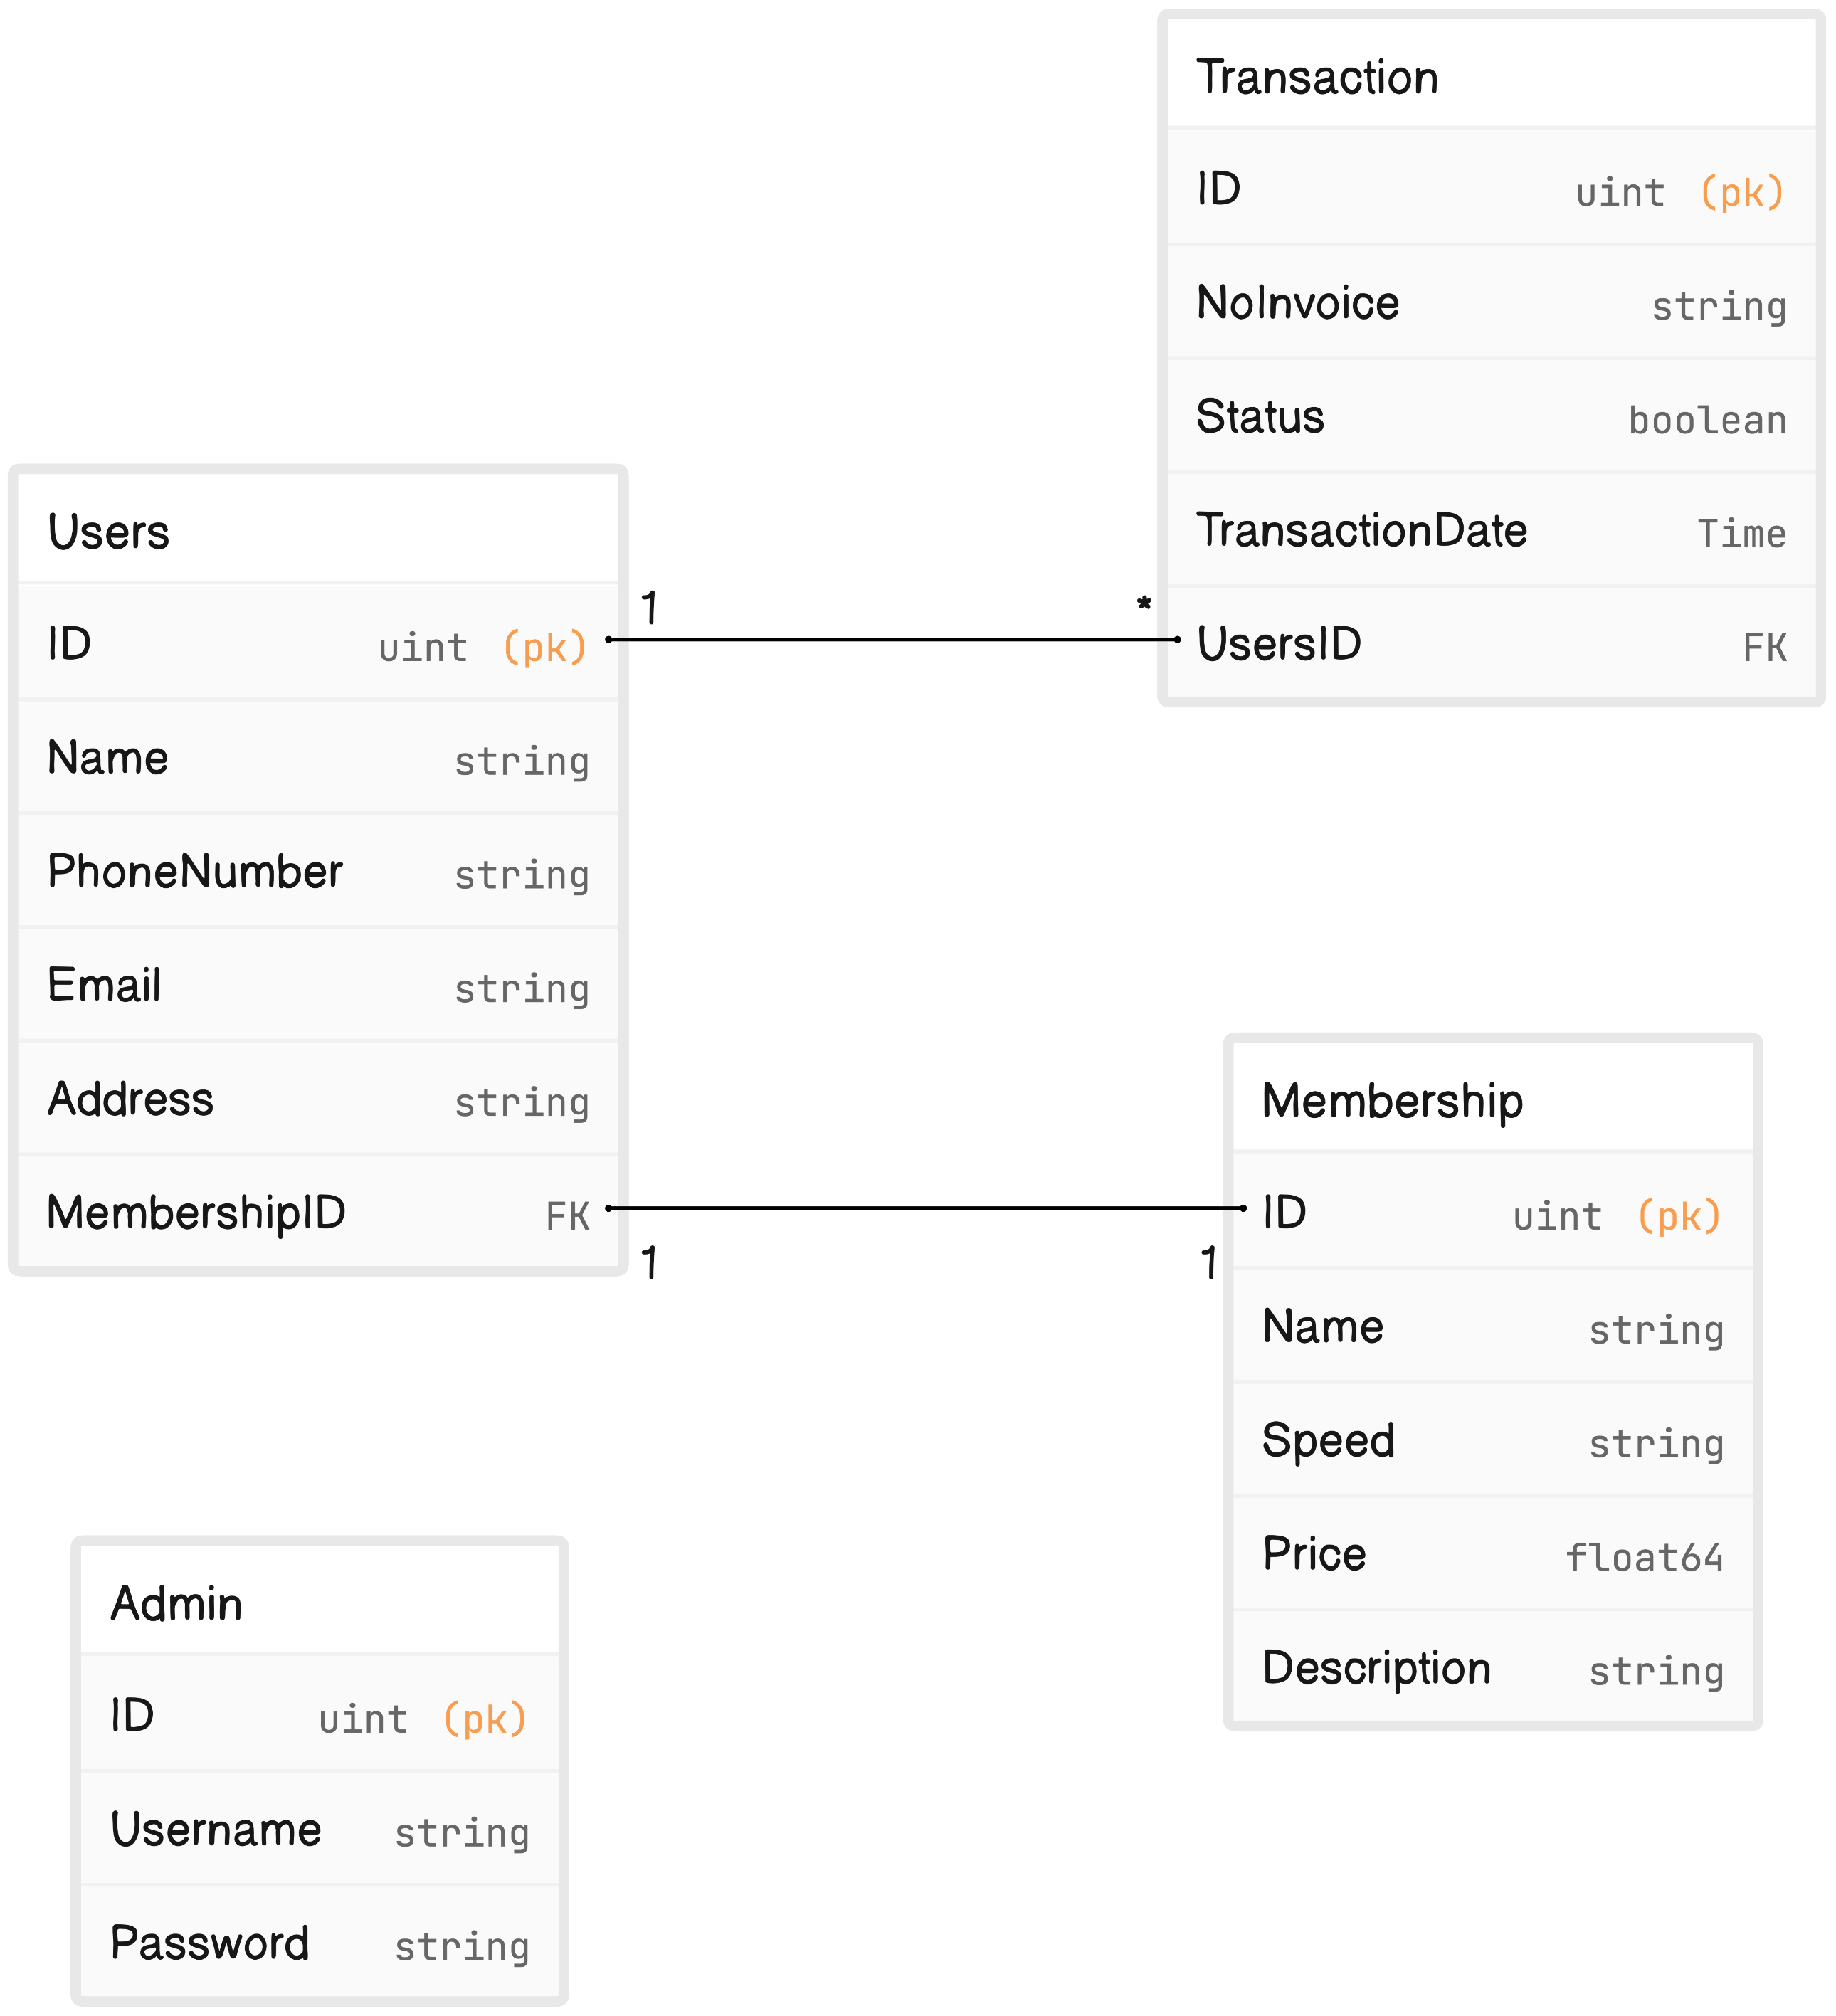 Transaction
ID uint (pk)
NoInvoice string
Status boolean
TransactionDate Time
UsersID FK
Users
ID uint (pk)
Name string
PhoneNumber string
Email string
Address string
MembershipID FK
1 *
1 1
Membership
ID uint (pk)
Name string
Speed string
Price float64
Description string
Admin
ID uint (pk)
Username string
Password string